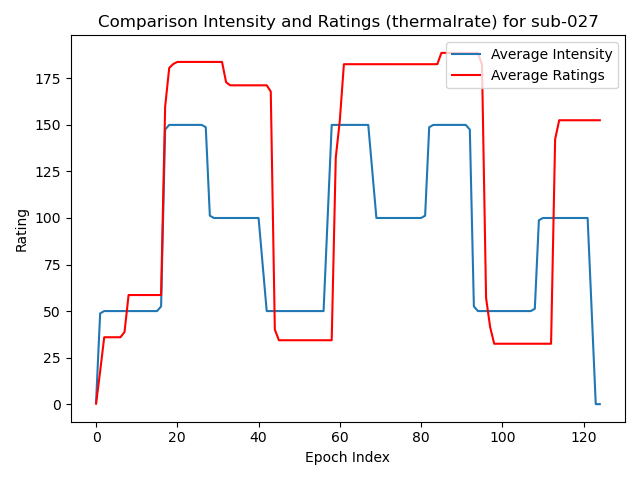 Comparison Intensity and Ratings (thermalrate) for sub-027
Average Intensity
Average Ratings
Rating
175
150
125
100
75
50
25
0
0 20 40 60 80 100 120
Epoch Index